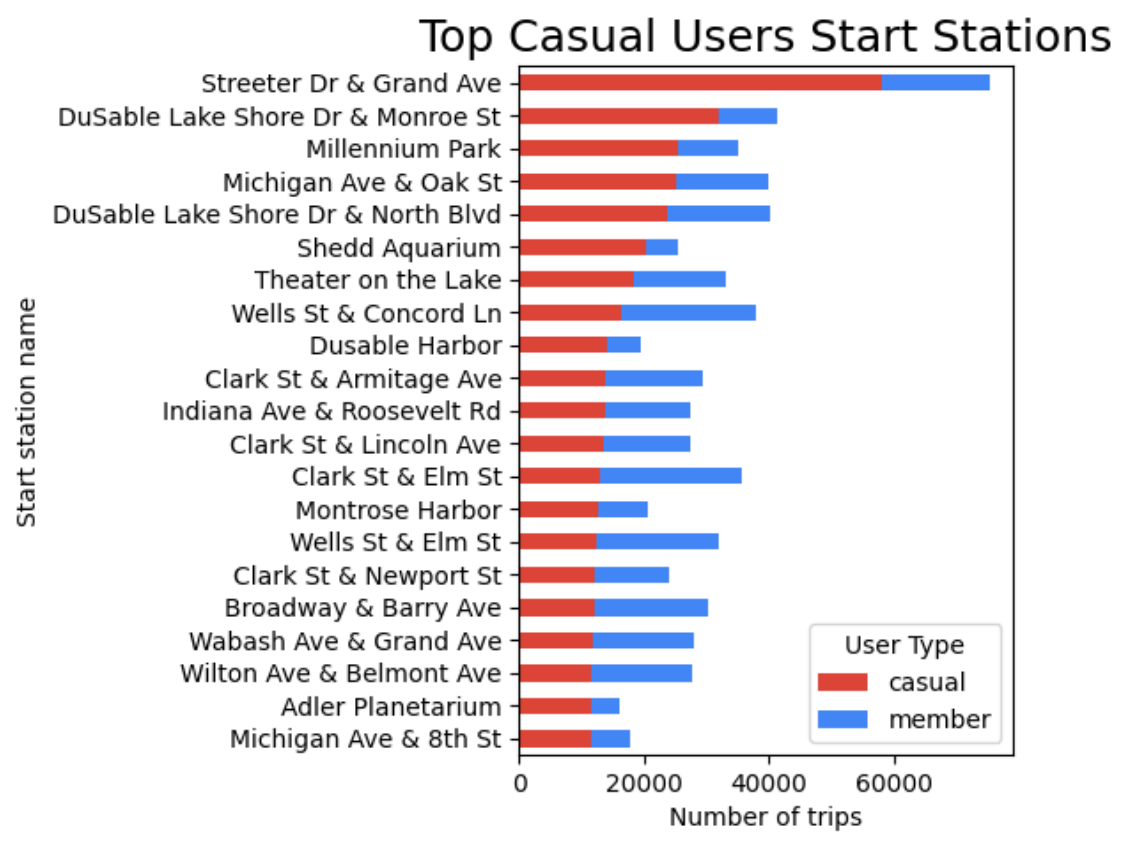 Top Casual Users Start Stations
Start station name
Streeter Dr & Grand Ave
DuSable Lake Shore Dr & Monroe St
Millennium Park
Michigan Ave & Oak St
DuSable Lake Shore Dr & North Blvd
Shedd Aquarium
Theater on the Lake
Wells St & Concord Ln
Dusable Harbor
Clark St & Armitage Ave
Indiana Ave & Roosevelt Rd
Clark St & Lincoln Ave
Clark St & Elm St
Montrose Harbor
Wells St & Elm St
Clark St & Newport St
Broadway & Barry Ave
Wabash Ave & Grand Ave
Wilton Ave & Belmont Ave
Adler Planetarium
Michigan Ave & 8th St
User Type
casual
member
0 20000 40000 60000
Number of trips